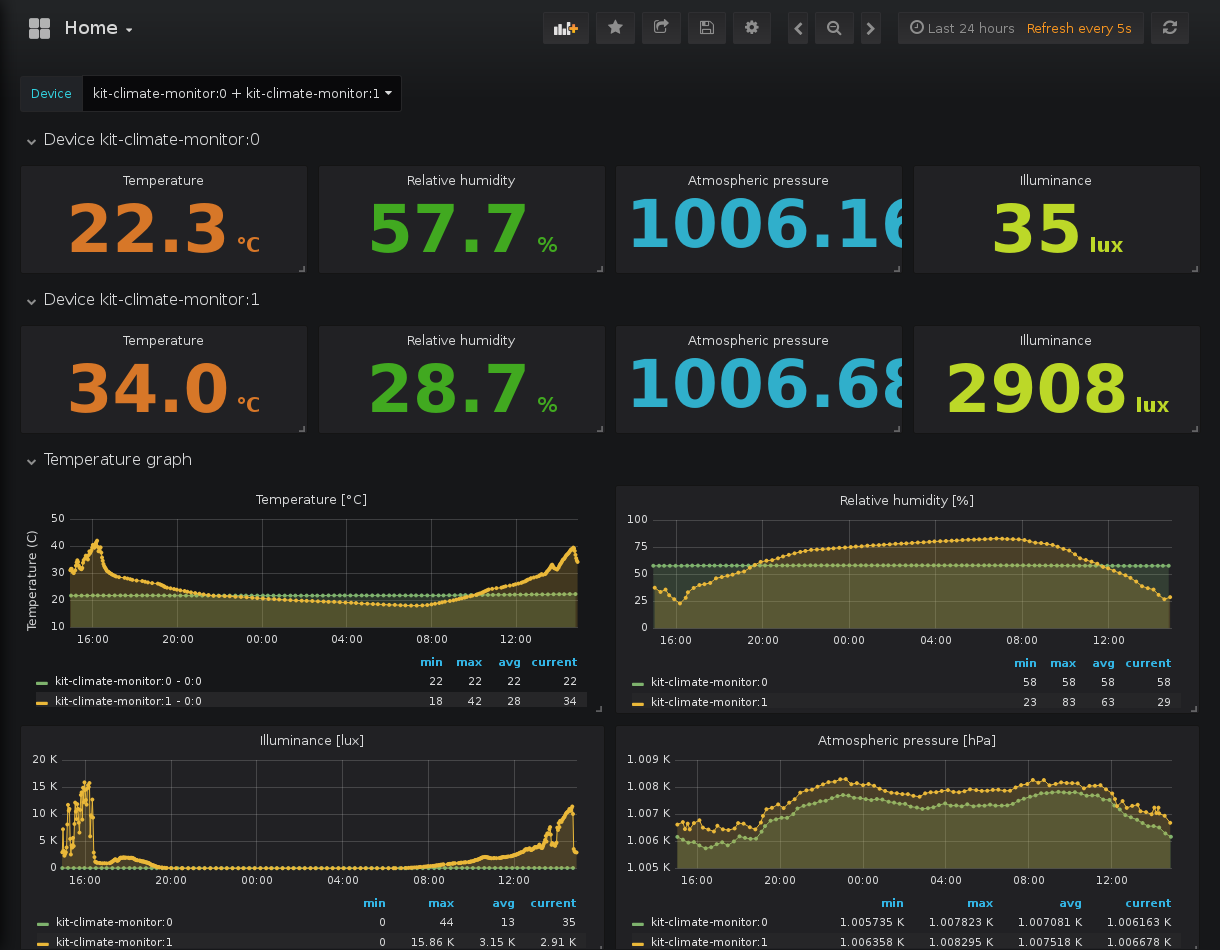 Home
Last 24 hours Refresh every 5s
Device kit-climate-monitor:0 + kit-climate-monitor:1
Device kit-climate-monitor:0
Temperature Relative humidity Atmospheric pressure Illuminance
22.3 °C 57.7 % 1006.16 35 lux
Device kit-climate-monitor:1
Temperature Relative humidity Atmospheric pressure Illuminance
34.0 °C 28.7 % 1006.68 2908 lux
Temperature graph
Temperature [°C]
Temperature (C)
50
40
30
20
10
16:00 20:00 00:00 04:00 08:00 12:00
min max avg current
kit-climate-monitor:0 - 0:0 22 22 22 22
kit-climate-monitor:1 - 0:0 18 42 28 34
Relative humidity [%]
100
75
50
25
0
16:00 20:00 00:00 04:00 08:00 12:00
min max avg current
kit-climate-monitor:0 58 58 58 58
kit-climate-monitor:1 23 83 63 29
Illuminance [lux]
20 K
15 K
10 K
5 K
0
16:00 20:00 00:00 04:00 08:00 12:00
min max avg current
kit-climate-monitor:0 0 44 13 35
kit-climate-monitor:1 0 15.86 K 3.15 K 2.91 K
Atmospheric pressure [hPa]
1.009 K
1.008 K
1.007 K
1.006 K
1.005 K
16:00 20:00 00:00 04:00 08:00 12:00
min max avg current
kit-climate-monitor:0 1.005735 K 1.007823 K 1.007081 K 1.006163 K
kit-climate-monitor:1 1.006358 K 1.008295 K 1.007518 K 1.006678 K